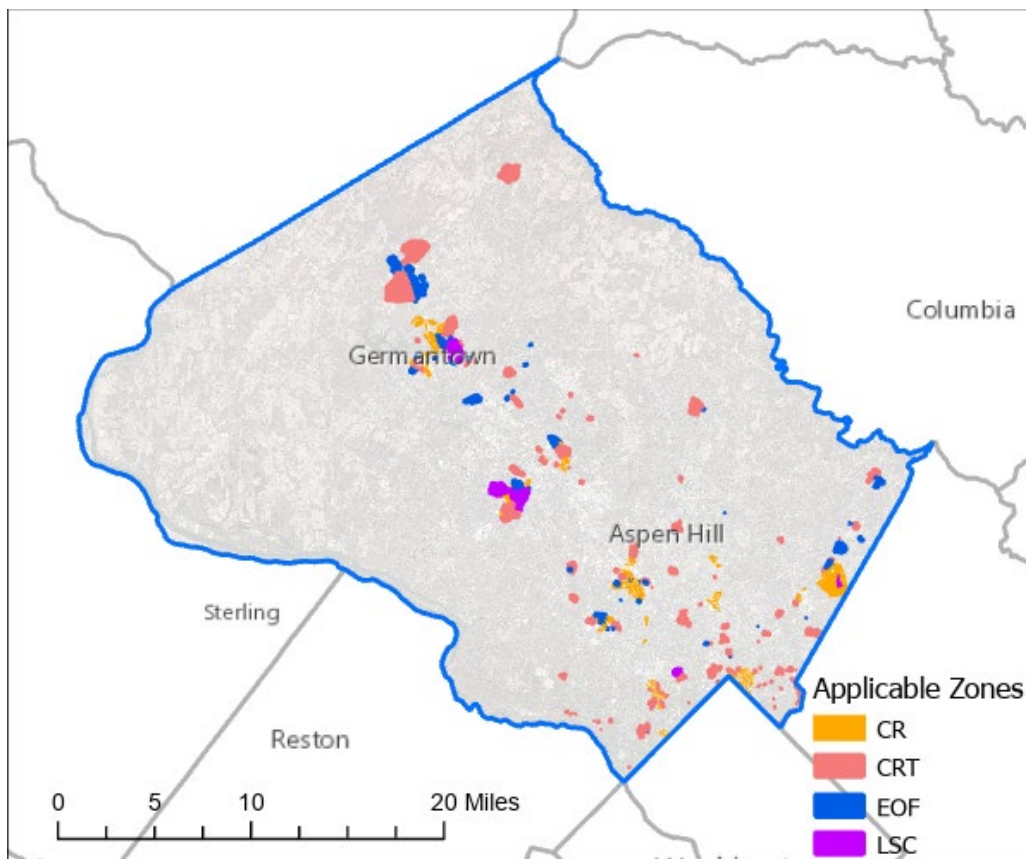 Columbia
Germantown
Aspen Hill
Sterling
Reston
Applicable Zones
CR
CRT
EOF
LSC
0 5 10 20 Miles